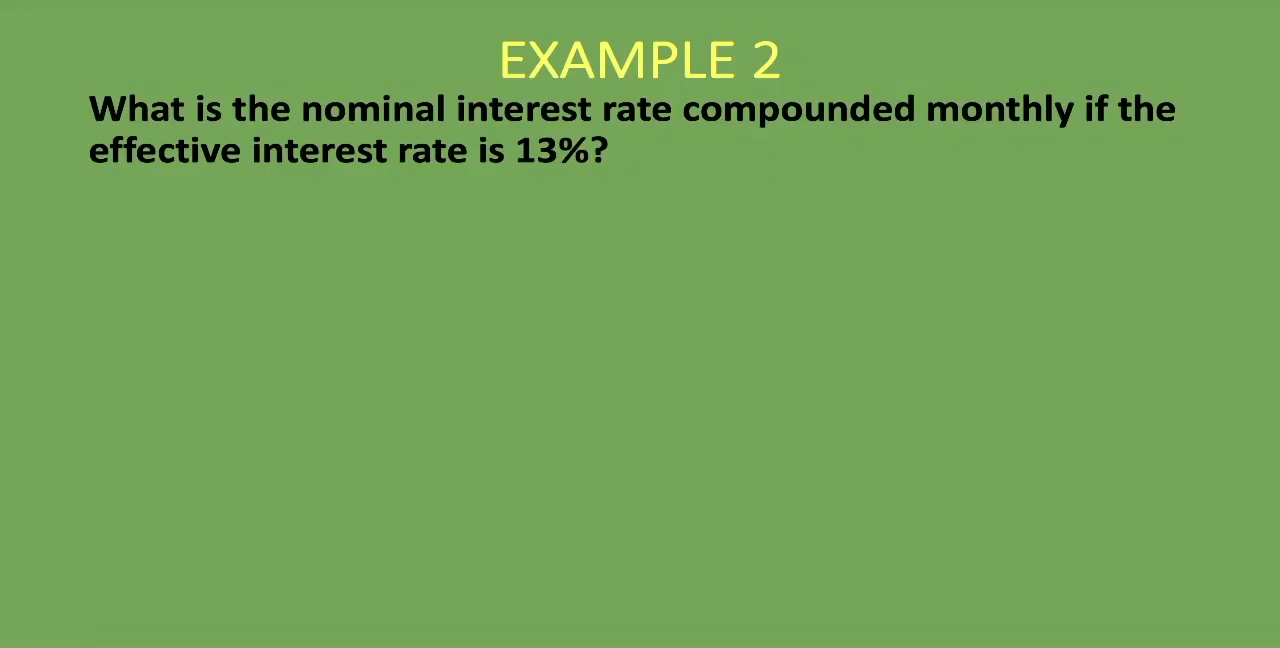 EXAMPLE 2
What is the nominal interest rate compounded monthly if the
effective interest rate is 13%?